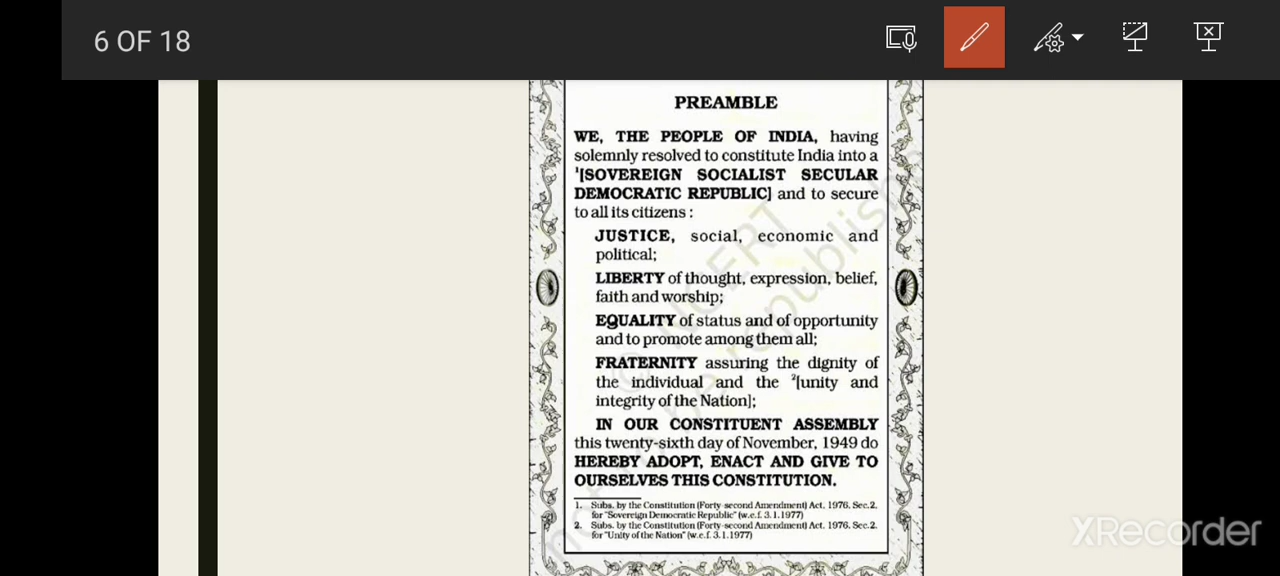 6 OF 18
PREAMBLE
WE, THE PEOPLE OF INDIA, having
solemnly resolved to constitute India into a
¹[SOVEREIGN SOCIALIST SECULAR
DEMOCRATIC REPUBLIC] and to secure
to all its citizens :
JUSTICE, social, economic and
political;
LIBERTY of thought, expression, belief,
faith and worship;
EQUALITY of status and of opportunity
and to promote among them all;
FRATERNITY assuring the dignity of
the individual and the ²[unity and
integrity of the Nation];
IN OUR CONSTITUENT ASSEMBLY
this twenty-sixth day of November, 1949 do
HEREBY ADOPT, ENACT AND GIVE TO
OURSELVES THIS CONSTITUTION.
1. Subs. by the Constitution (Forty-second Amendment) Act. 1976, Sec.2.
for "Sovereign Democratic Republic" (w.e.f. 3.1.1977)
2. Subs. by the Constitution (Forty-second Amendment) Act. 1976, Sec.2.
for "Unity of the Nation" (w.e.f. 3.1.1977)
© NCERT
XRecorder